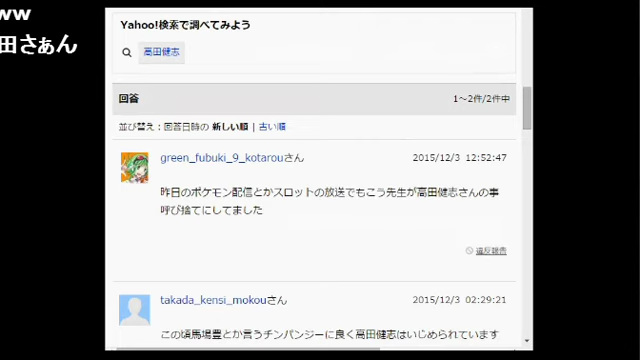 ww
田さぁん
Yahoo!検索で調べてみよう
高田健志
回答
1～2件/2件中
並び替え：回答日時の 新しい順 | 古い順
green_fubuki_9_kotarouさん
2015/12/3 12:52:47
昨日のポケモン配信とかスロットの放送でもこう先生が高田健志さんの事
呼び捨てにしてました
違反報告
takada_kensi_mokouさん
2015/12/3 02:29:21
この頃馬場豊とか言うチンパンジーに良く高田健志はいじめられています